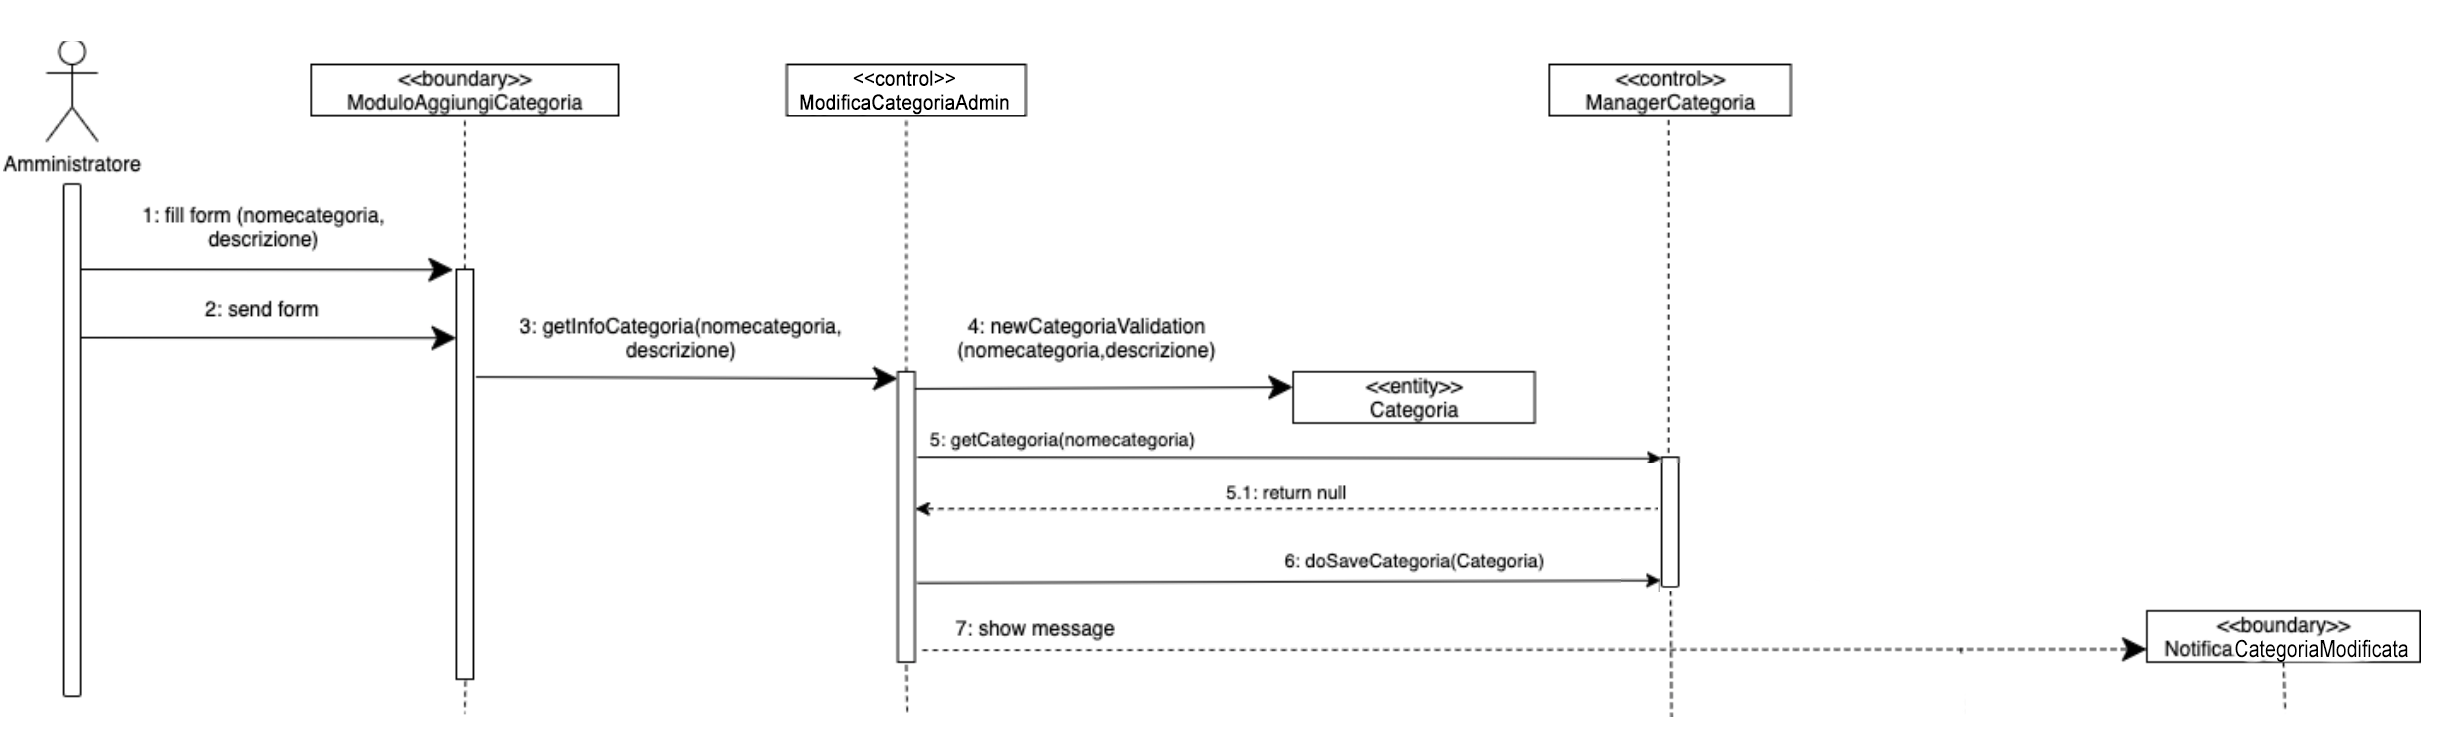 <<boundary>>
ModuloAggiungiCategoria
<<control>>
ModificaCategoriaAdmin
<<control>>
ManagerCategoria
Amministratore
1: fill form (nomecategoria,
descrizione)
2: send form
3: getInfoCategoria(nomecategoria,
descrizione)
4: newCategoriaValidation
(nomecategoria,descrizione)
<<entity>>
Categoria
5: getCategoria(nomecategoria)
5.1: return null
6: doSaveCategoria(Categoria)
7: show message
<<boundary>>
NotificaCategoriaModificata